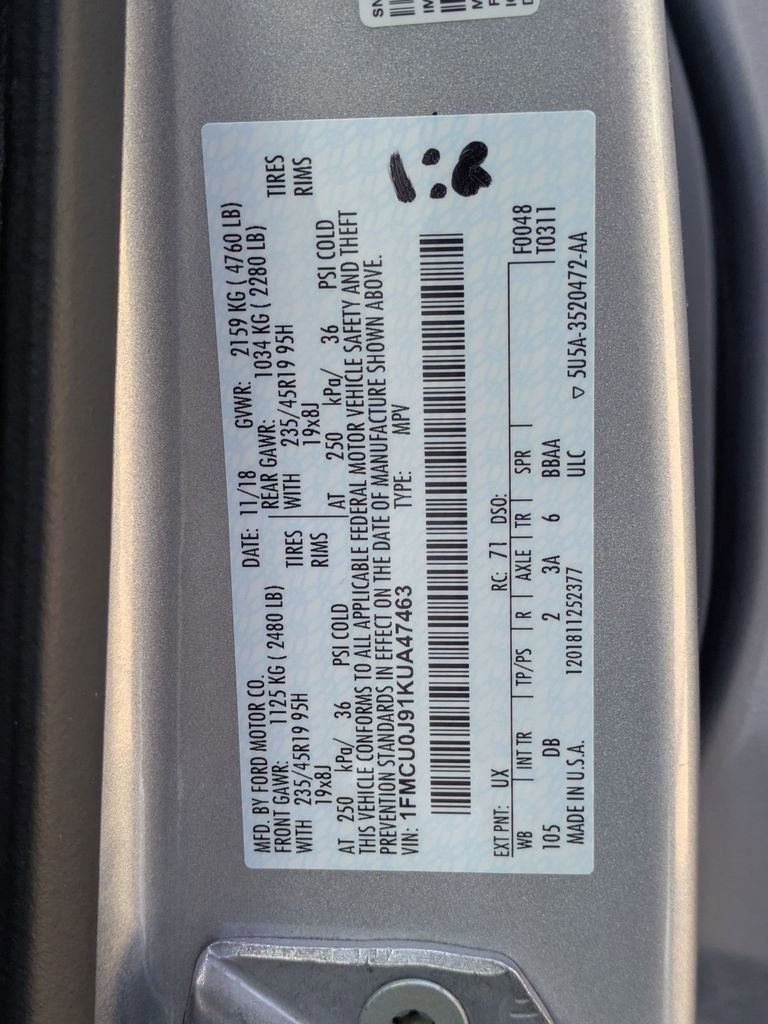 MFD. BY FORD MOTOR CO.
DATE: 11/18 GVWR: 2159 KG ( 4760 LB)
FRONT GAWR: 1125 KG ( 2480 LB) REAR GAWR: 1034 KG ( 2280 LB)
WITH 235/45R19 95H TIRES WITH 235/45R19 95H TIRES
19x8J RIMS 19x8J RIMS
AT 250 kPa/ 36 PSI COLD AT 250 kPa/ 36 PSI COLD
THIS VEHICLE CONFORMS TO ALL APPLICABLE FEDERAL MOTOR VEHICLE SAFETY AND THEFT
PREVENTION STANDARDS IN EFFECT ON THE DATE OF MANUFACTURE SHOWN ABOVE.
VIN: 1FMCU0J91KUA47463 TYPE: MPV
EXT PNT: UX RC: 71 DSO: F0048
T0311
WB INT TR TP/PS R AXLE TR SPR
105 DB 2 3A 6 BBAA
MADE IN U.S.A. 1201811252377 ULC ▽ 5U5A-3520472-AA
SN
IM